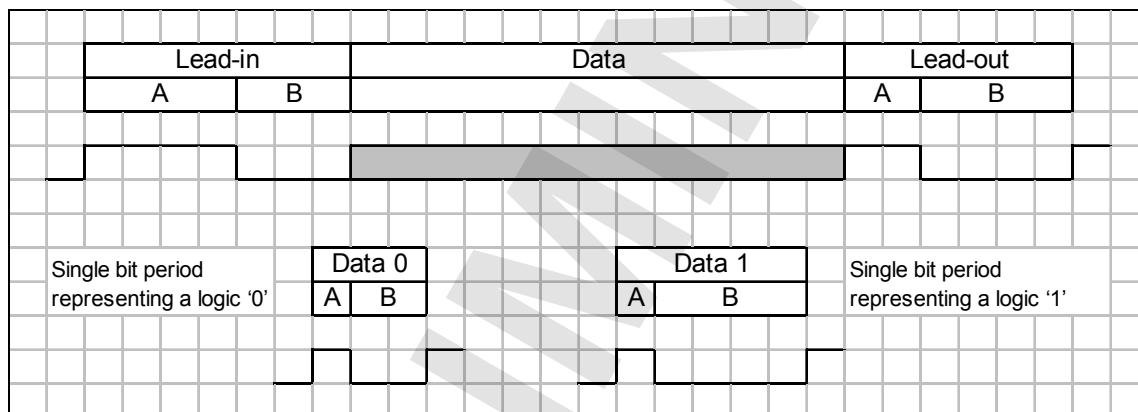 Lead-in Data Lead-out
A B A B
Data 0 Data 1
Single bit period
representing a logic ‘0’
A B A B
Single bit period
representing a logic ‘1’